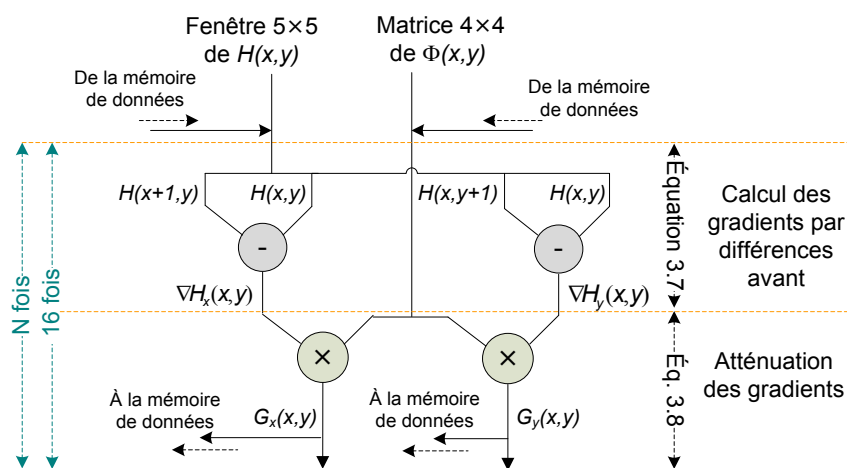 Fenêtre 5×5
de H(x,y)
Matrice 4×4
de Φ(x,y)
De la mémoire
de données
De la mémoire
de données
H(x+1,y)
H(x,y)
H(x,y+1)
H(x,y)
-
-
∇Hx(x,y)
∇Hy(x,y)
×
×
À la mémoire
de données
Gx(x,y)
À la mémoire
de données
Gy(x,y)
N fois
16 fois
Équation 3.7
Éq. 3.8
Calcul des
gradients par
différences
avant
Atténuation
des gradients